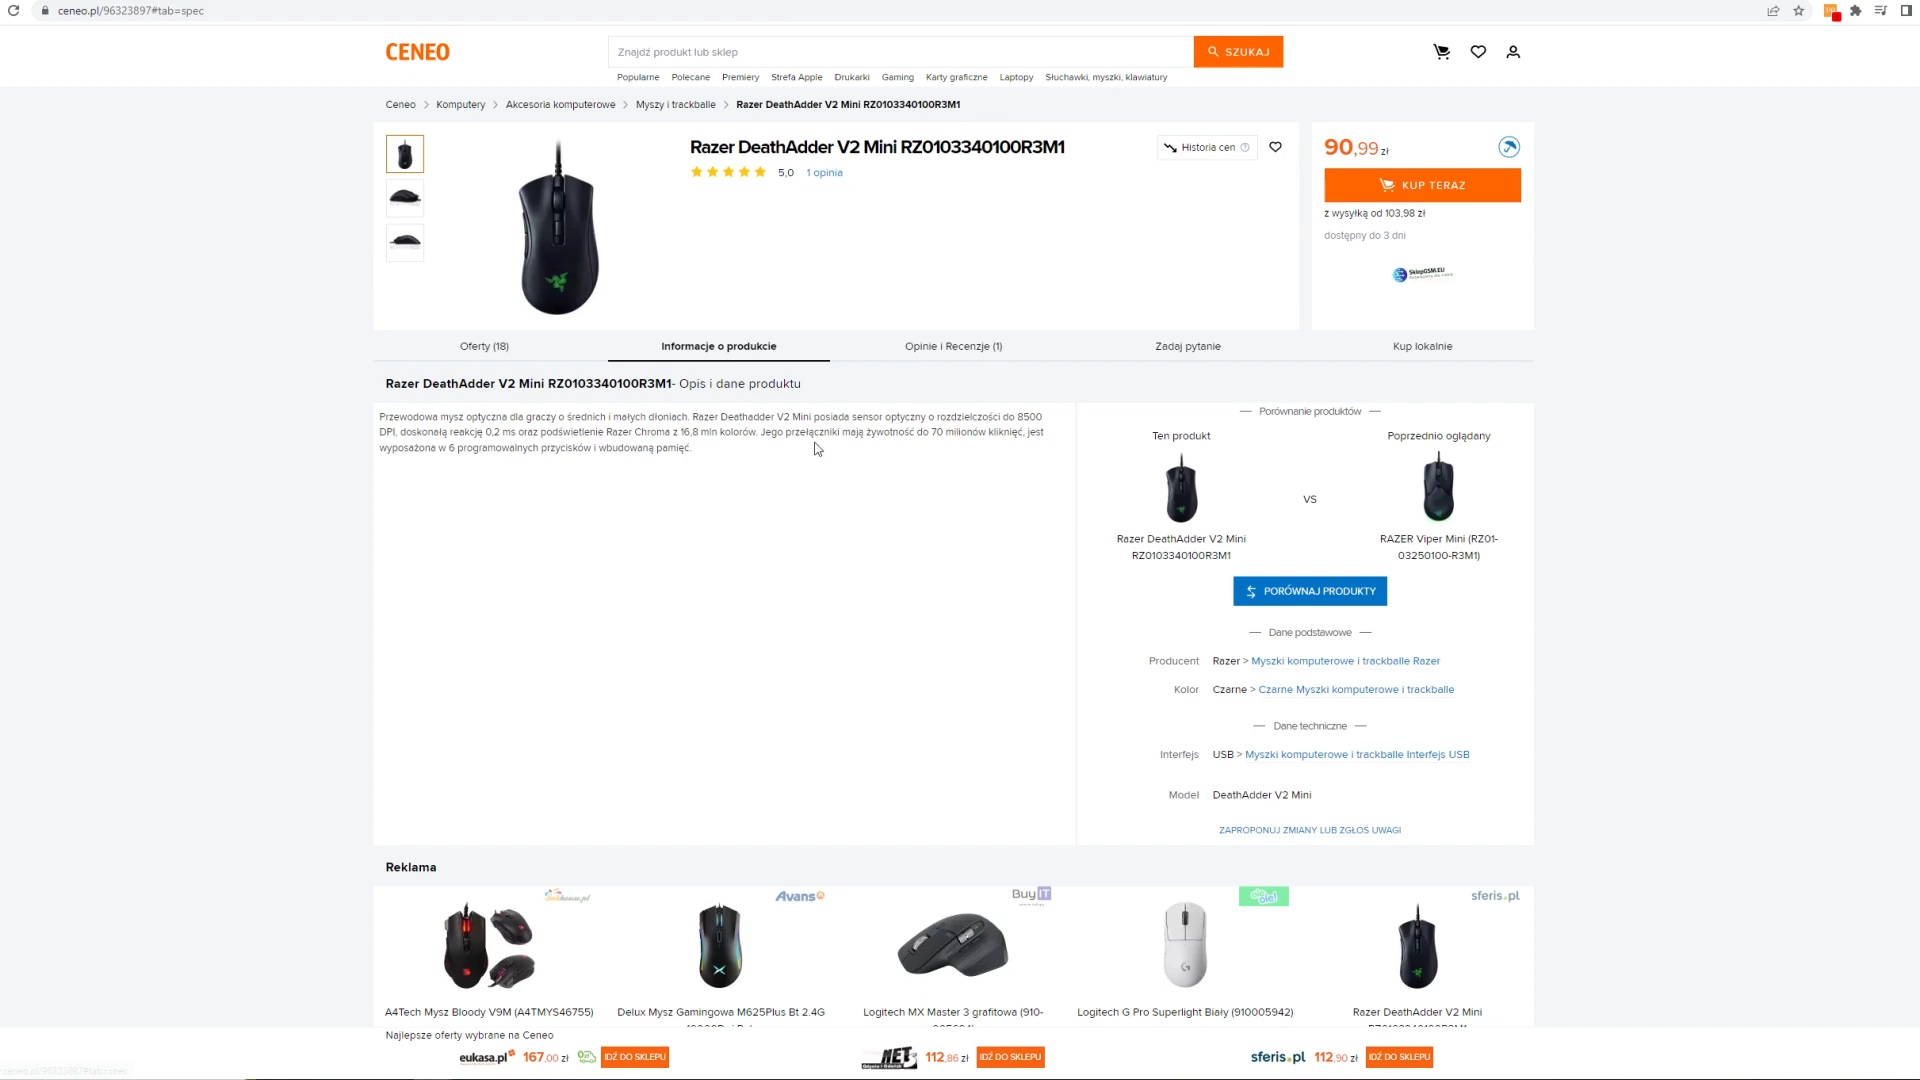 ceneo.pl/96323897#tab=spec
CENEO
Znajdź produkt lub sklep
SZUKAJ
Popularne Polecane Premiery Strefa Apple Drukarki Gaming Karty graficzne Laptopy Słuchawki, myszki, klawiatury
Ceneo > Komputery > Akcesoria komputerowe > Myszy i trackballe > Razer DeathAdder V2 Mini RZ0103340100R3M1
Razer DeathAdder V2 Mini RZ0103340100R3M1
Historia cen
5,0 1 opinia
90,99 zł
KUP TERAZ
z wysyłką od 103,98 zł
dostępny do 3 dni
SklepGSM.EU
Oferty (18) Informacje o produkcie Opinie i Recenzje (1) Zadaj pytanie Kup lokalnie
Razer DeathAdder V2 Mini RZ0103340100R3M1- Opis i dane produktu
Przewodowa mysz optyczna dla graczy o średnich i małych dłoniach. Razer Deathadder V2 Mini posiada sensor optyczny o rozdzielczości do 8500
DPI, doskonałą reakcję 0,2 ms oraz podświetlenie Razer Chroma z 16,8 mln kolorów. Jego przełączniki mają żywotność do 70 milionów kliknięć, jest
wyposażona w 6 programowalnych przycisków i wbudowaną pamięć.
Porównanie produktów
Ten produkt
Poprzednio oglądany
VS
Razer DeathAdder V2 Mini
RZ0103340100R3M1
RAZER Viper Mini (RZ01-
03250100-R3M1)
PORÓWNAJ PRODUKTY
Dane podstawowe
Producent Razer > Myszki komputerowe i trackballe Razer
Kolor Czarne > Czarne Myszki komputerowe i trackballe
Dane techniczne
Interfejs USB > Myszki komputerowe i trackballe Interfejs USB
Model DeathAdder V2 Mini
ZAPROPONUJ ZMIANY LUB ZGŁOŚ UWAGI
Reklama
Avans
BuyIT
ole!
sferis.pl
A4Tech Mysz Bloody V9M (A4TMYS46755)
Delux Mysz Gamingowa M625Plus Bt 2.4G
Logitech MX Master 3 grafitowa (910-
Logitech G Pro Superlight Biały (910005942)
Razer DeathAdder V2 Mini
Najlepsze oferty wybrane na Ceneo
eukasa.pl 167,00 zł IDŹ DO SKLEPU
NET 112,86 zł IDŹ DO SKLEPU
sferis.pl 112,90 zł IDŹ DO SKLEPU